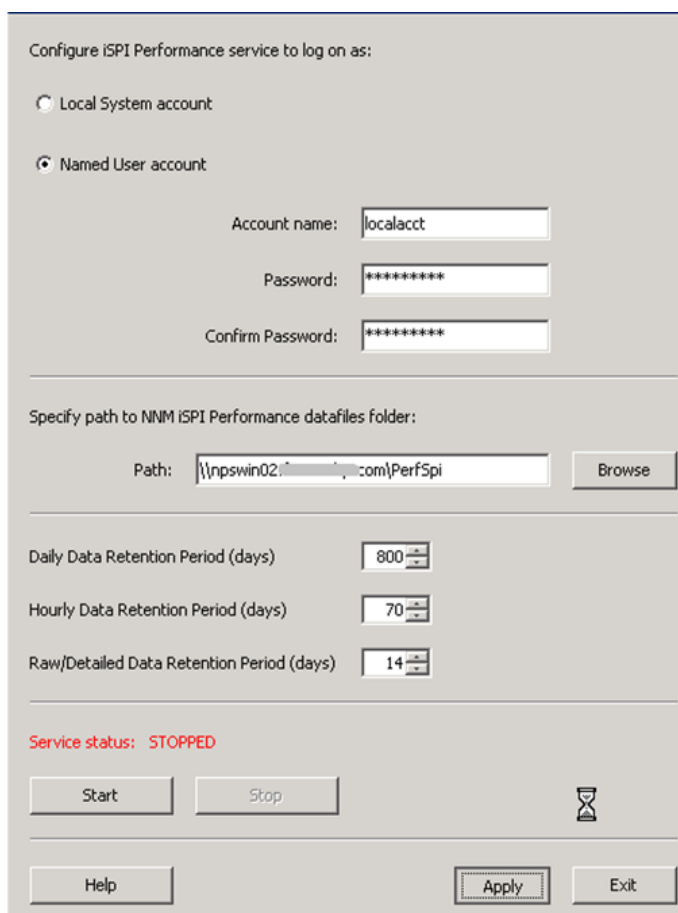 Configure iSPI Performance service to log on as:
Local System account
Named User account
Account name: localacct
Password: *********
Confirm Password: *********
Specify path to NNM iSPI Performance datafiles folder:
Path: \\npswin02. .com\PerfSpi Browse
Daily Data Retention Period (days) 800
Hourly Data Retention Period (days) 70
Raw/Detailed Data Retention Period (days) 14
Service status: STOPPED
Start Stop
Help Apply Exit